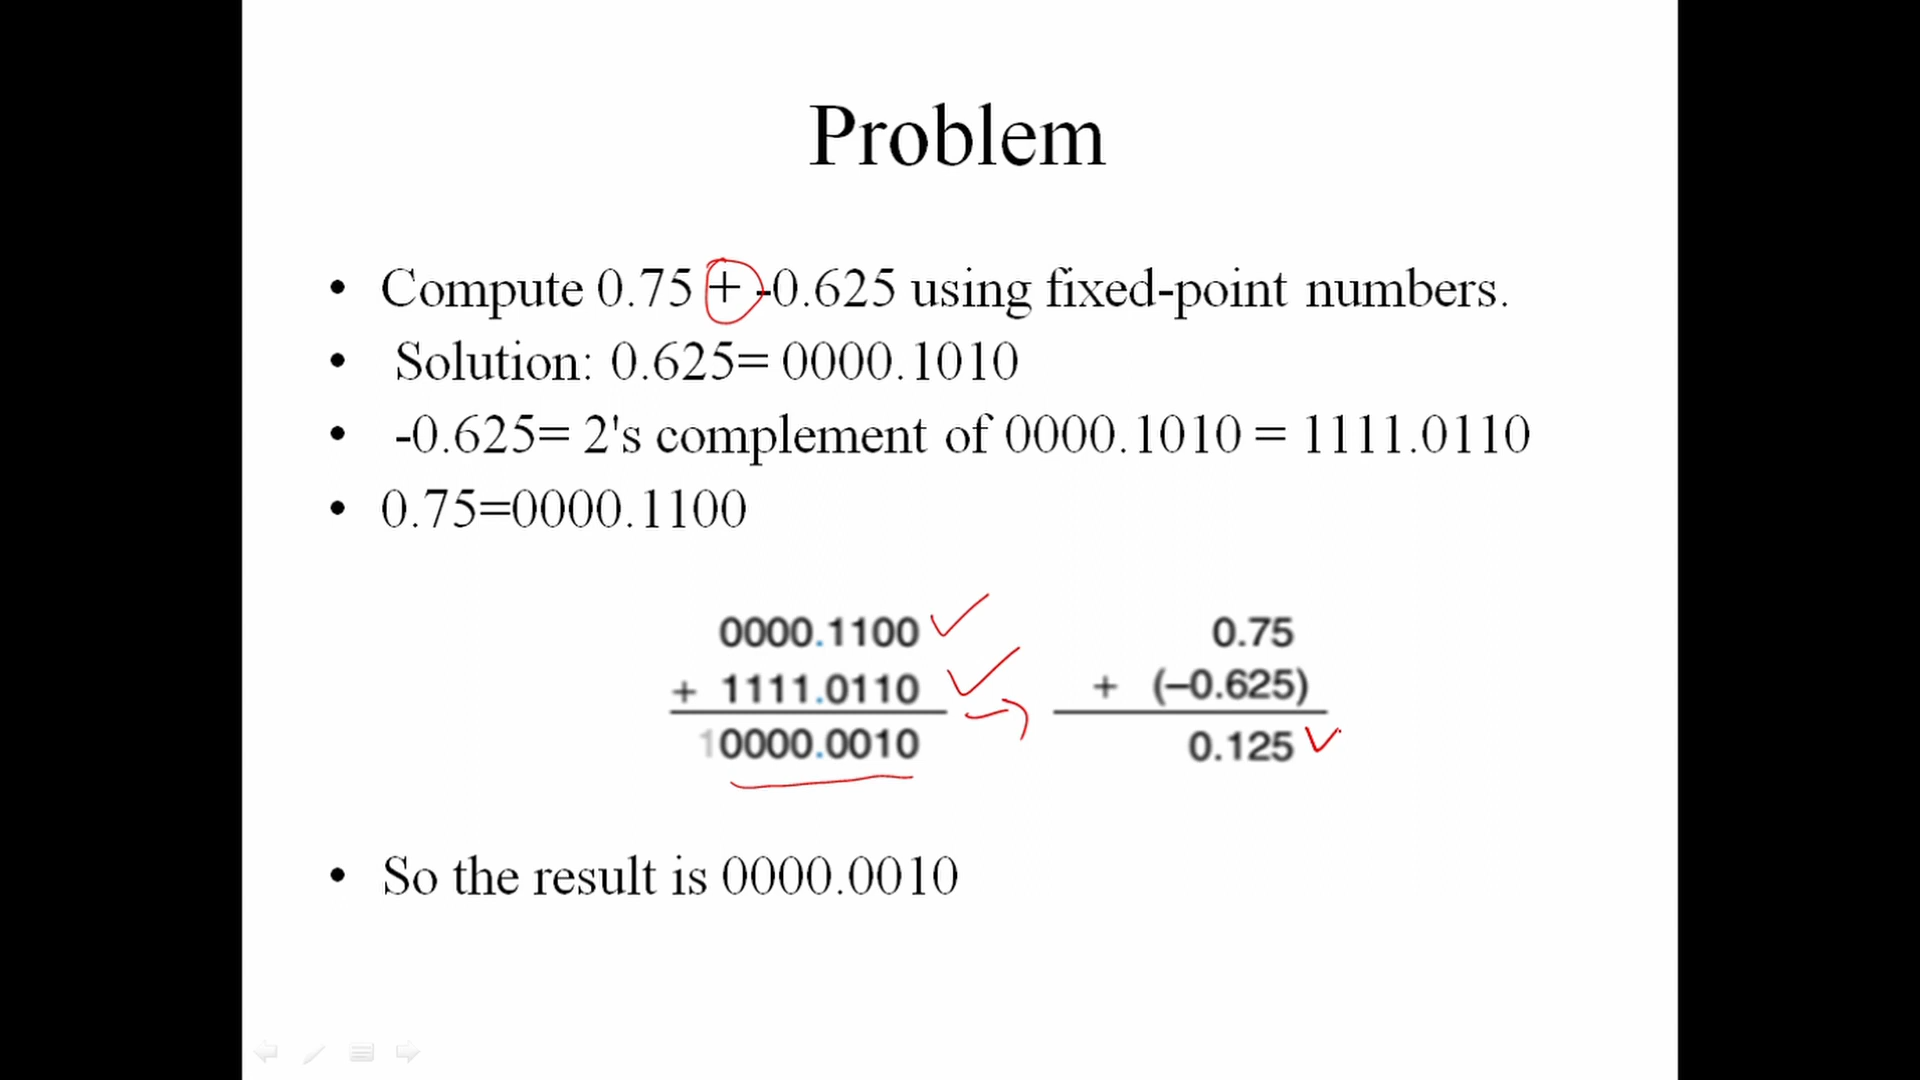 Problem
• Compute 0.75 + -0.625 using fixed-point numbers.
• Solution: 0.625= 0000.1010
• -0.625= 2's complement of 0000.1010 = 1111.0110
• 0.75=0000.1100
0000.1100
+ 1111.0110
10000.0010
0.75
+ (–0.625)
0.125
• So the result is 0000.0010